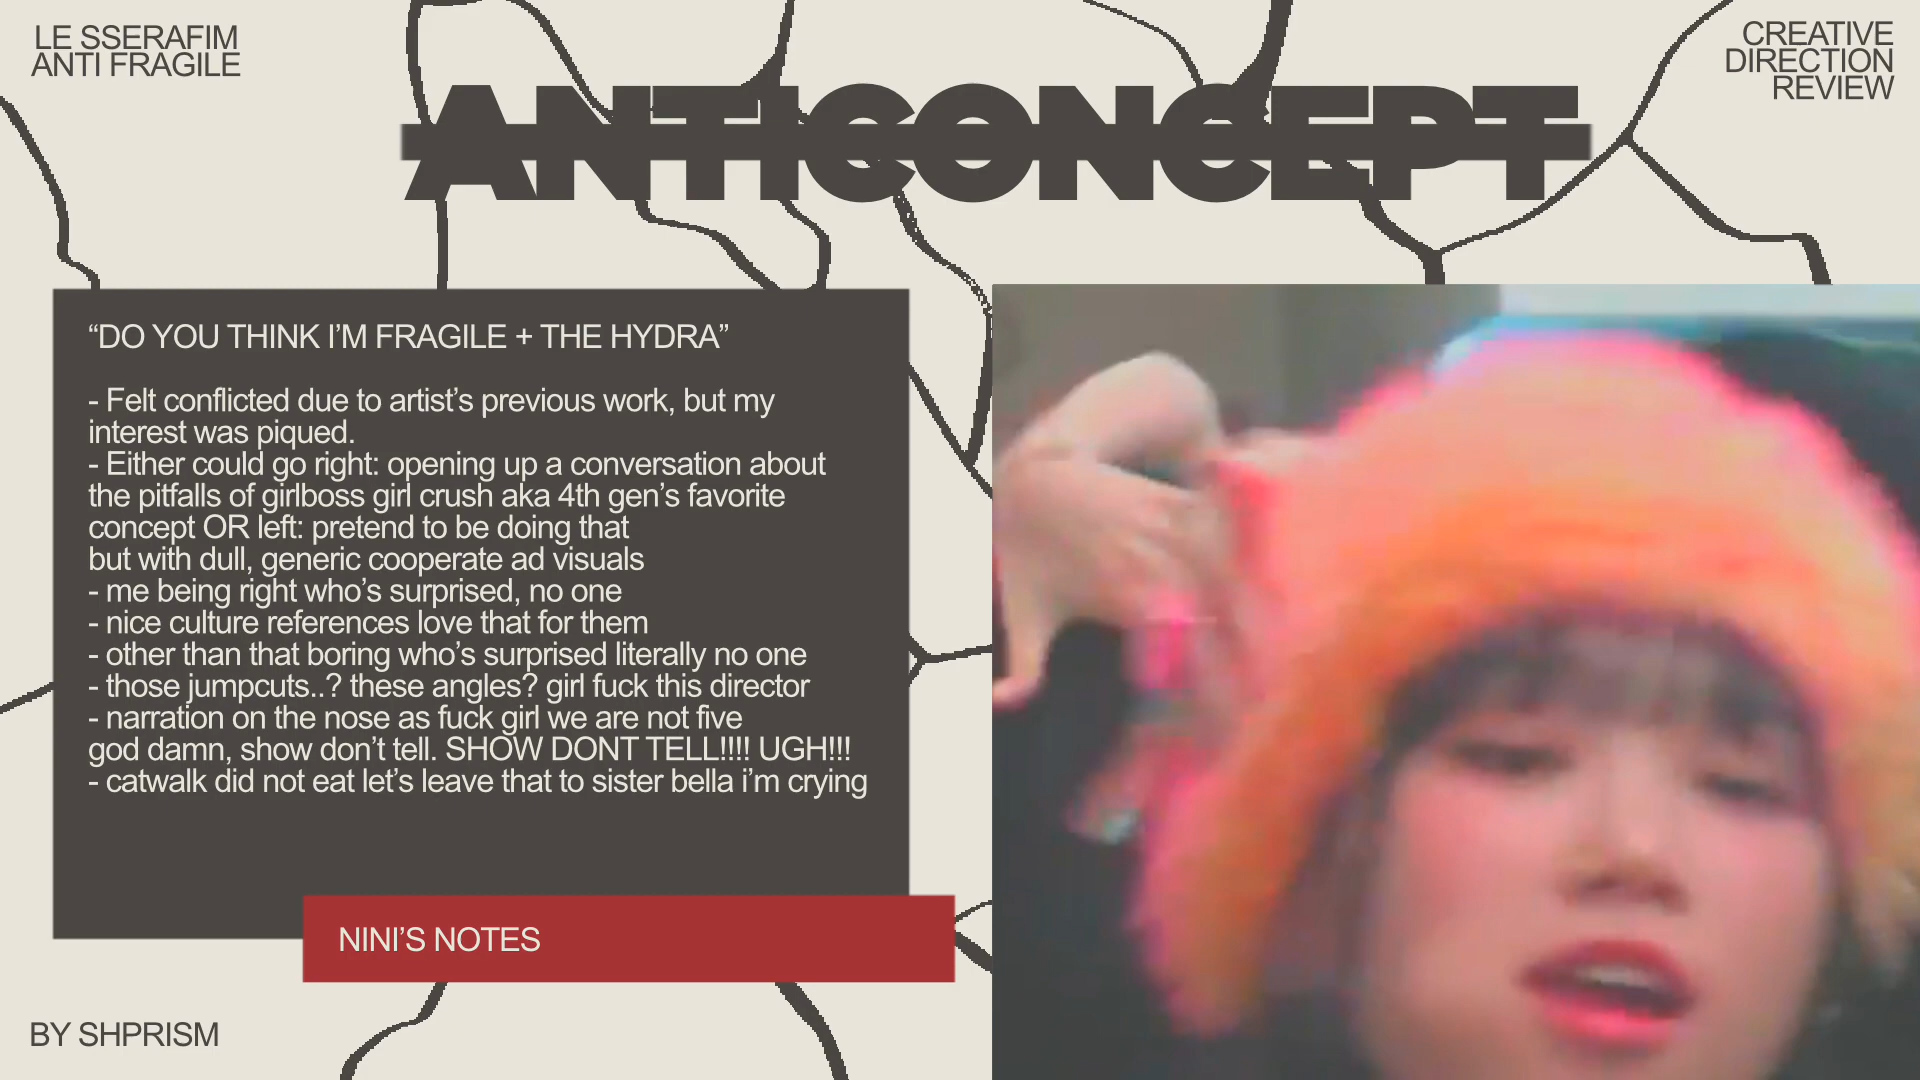 LE SSERAFIM
ANTI FRAGILE
CREATIVE
DIRECTION
REVIEW
ANTICONCEPT
“DO YOU THINK I’M FRAGILE + THE HYDRA”
- Felt conflicted due to artist’s previous work, but my
interest was piqued.
- Either could go right: opening up a conversation about
the pitfalls of girlboss girl crush aka 4th gen’s favorite
concept OR left: pretend to be doing that
but with dull, generic cooperate ad visuals
- me being right who’s surprised, no one
- nice culture references love that for them
- other than that boring who’s surprised literally no one
- those jumpcuts..? these angles? girl fuck this director
- narration on the nose as fuck girl we are not five
god damn, show don’t tell. SHOW DONT TELL!!!! UGH!!!
- catwalk did not eat let’s leave that to sister bella i’m crying
NINI’S NOTES
BY SHPRISM